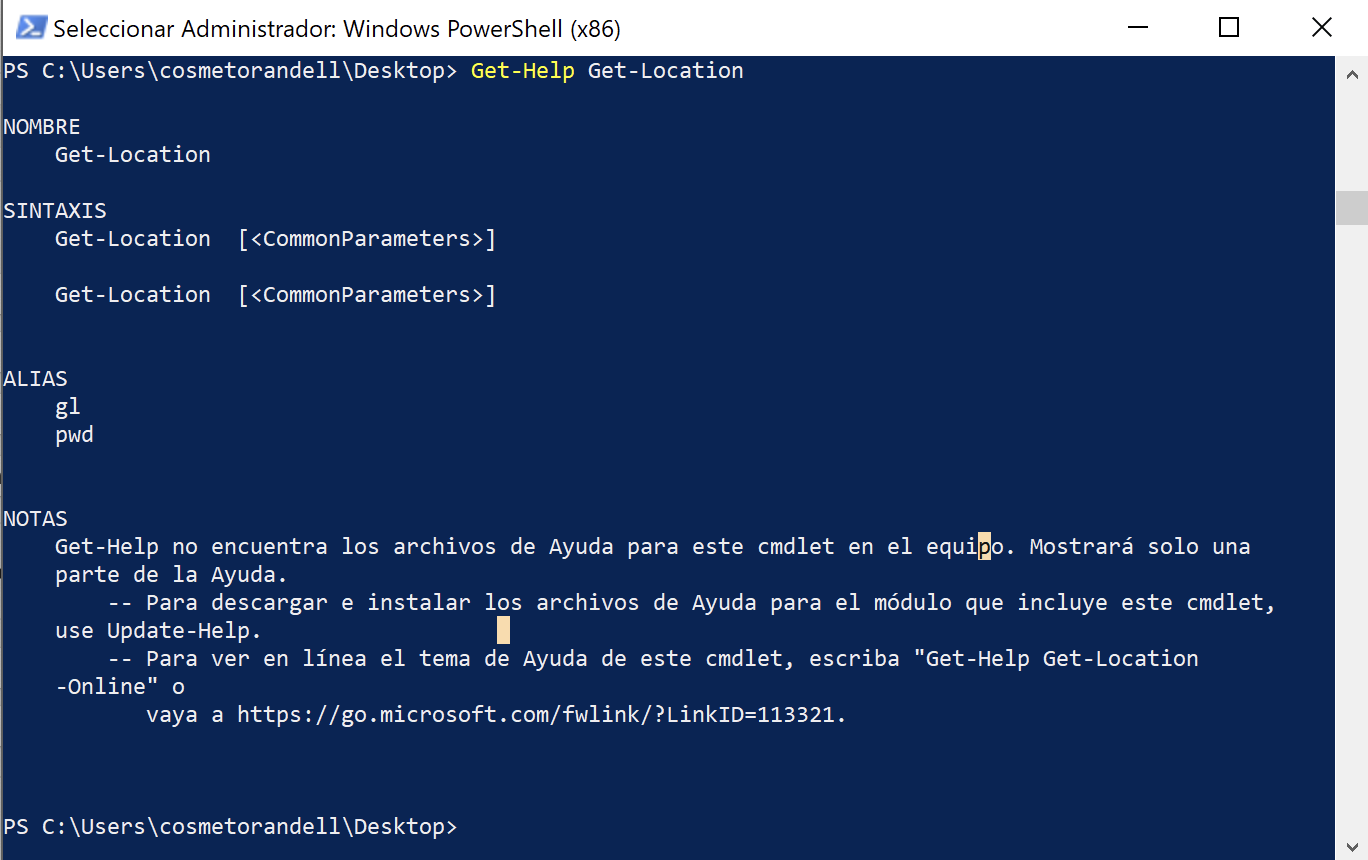 Seleccionar Administrador: Windows PowerShell (x86)
PS C:\Users\cosmetorandell\Desktop> Get-Help Get-Location
NOMBRE
Get-Location
SINTAXIS
Get-Location  [<CommonParameters>]
Get-Location  [<CommonParameters>]
ALIAS
gl
pwd
NOTAS
Get-Help no encuentra los archivos de Ayuda para este cmdlet en el equipo. Mostrará solo una
parte de la Ayuda.
-- Para descargar e instalar los archivos de Ayuda para el módulo que incluye este cmdlet,
use Update-Help.
-- Para ver en línea el tema de Ayuda de este cmdlet, escriba "Get-Help Get-Location
-Online" o
vaya a https://go.microsoft.com/fwlink/?LinkID=113321.
PS C:\Users\cosmetorandell\Desktop>